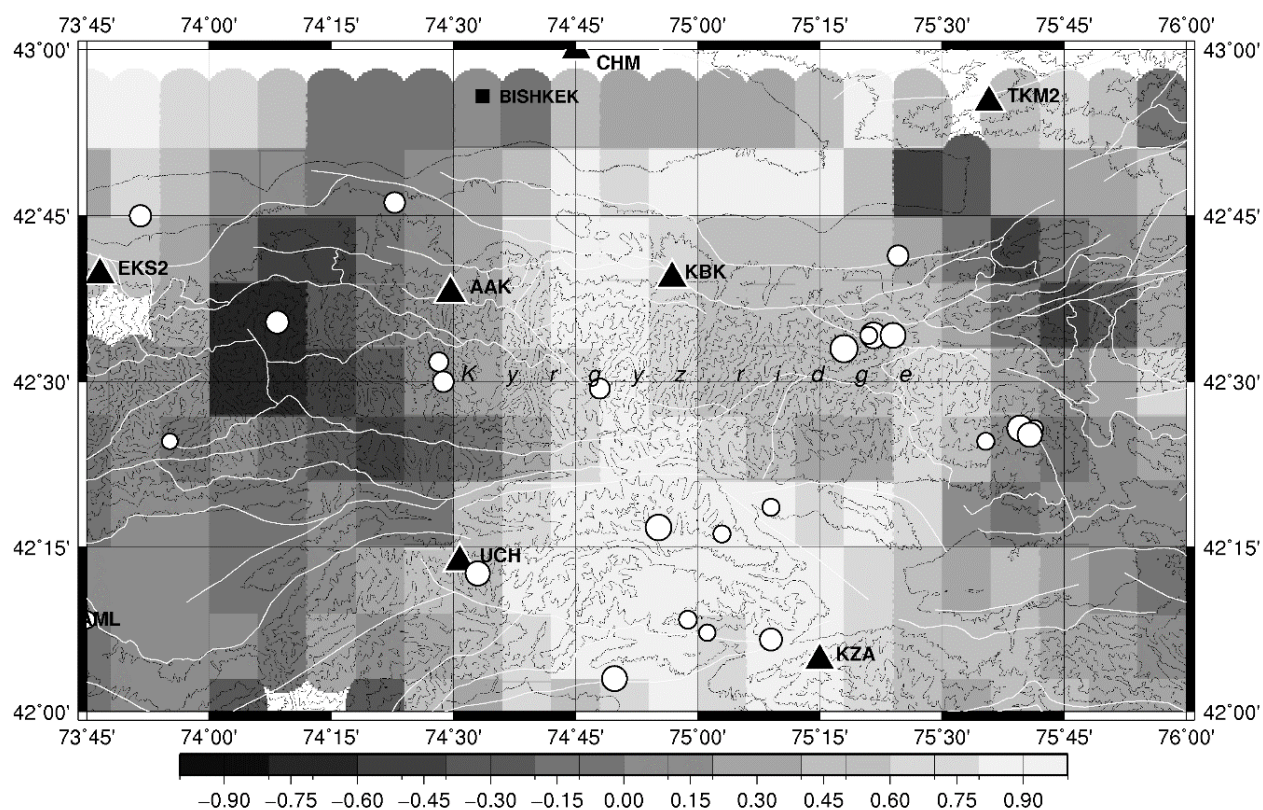 73˚45' 74˚00' 74˚15' 74˚30' 74˚45' 75˚00' 75˚15' 75˚30' 75˚45' 76˚00'
43˚00' 43˚00'
CHM
BISHKEK
TKM2
42˚45' 42˚45'
EKS2
AAK
KBK
42˚30' 42˚30'
K y r g y z r i d g e
42˚15' 42˚15'
UCH
AML
KZA
42˚00' 42˚00'
73˚45' 74˚00' 74˚15' 74˚30' 74˚45' 75˚00' 75˚15' 75˚30' 75˚45' 76˚00'
−0.90 −0.75 −0.60 −0.45 −0.30 −0.15 0.00 0.15 0.30 0.45 0.60 0.75 0.90